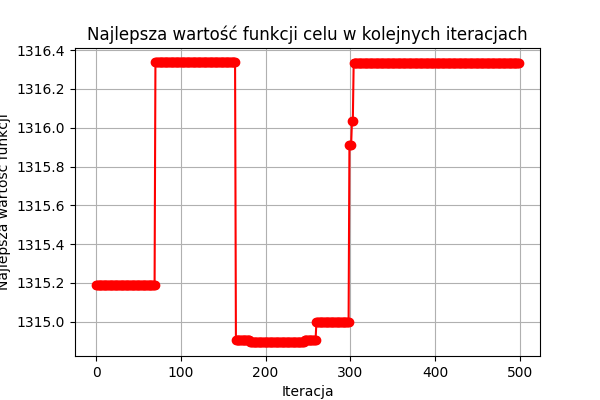 Najlepsza wartość funkcji celu w kolejnych iteracjach
1316.4
1316.2
1316.0
1315.8
1315.6
1315.4
1315.2
1315.0
Najlepsza wartość funkcji
0 100 200 300 400 500
Iteracja